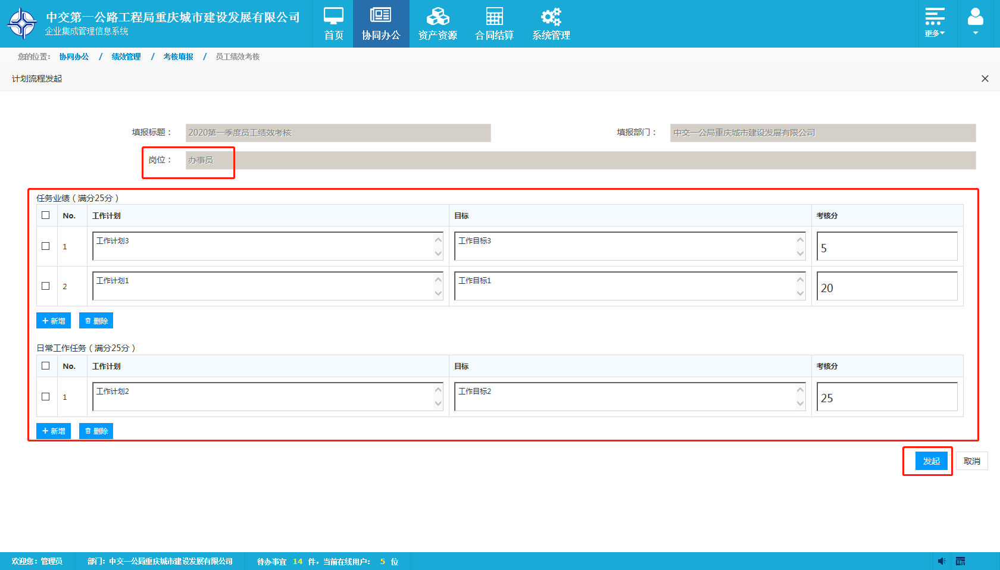 中交第一公路工程局重庆城市建设发展有限公司
企业集成管理信息系统
首页
协同办公
资产资源
合同结算
系统管理
更多
您的位置： 协同办公 / 绩效管理 / 考核填报 / 员工绩效考核
计划流程发起
填报标题： 2020第一季度员工绩效考核 填报部门： 中交一公局重庆城市建设发展有限公司
岗位： 办事员
任务业绩（满分25分）
No. 工作计划 目标 考核分
1 工作计划3 工作目标3 5
2 工作计划1 工作目标1 20
新增 删除
日常工作任务（满分25分）
No. 工作计划 目标 考核分
1 工作计划2 工作目标2 25
新增 删除
发起 取消
欢迎您：管理员 部门：中交一公局重庆城市建设发展有限公司 待办事宜 14 件，当前在线用户： 5 位